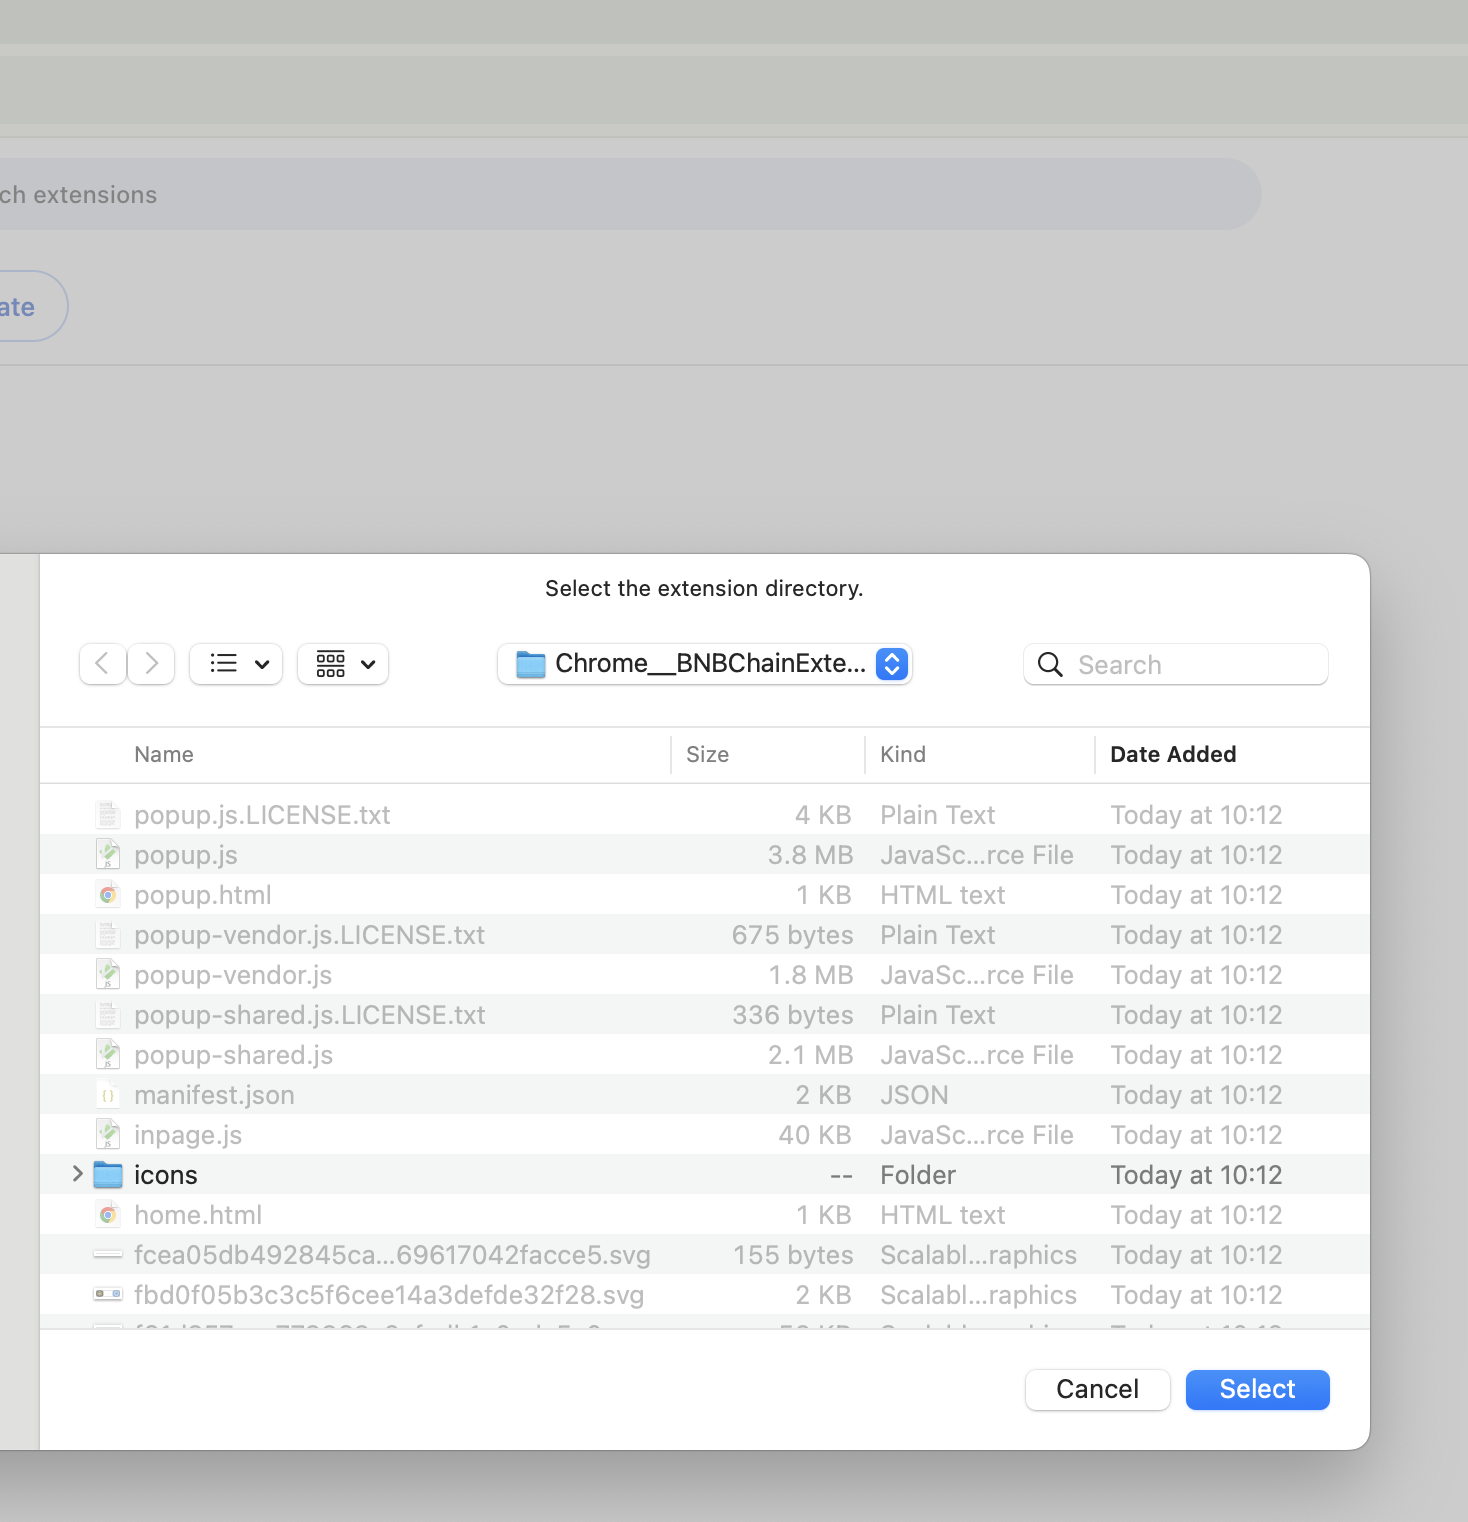 ch extensions
ate
Select the extension directory.
Chrome__BNBChainExte...
Search
Name Size Kind Date Added
popup.js.LICENSE.txt 4 KB Plain Text Today at 10:12
popup.js 3.8 MB JavaSc...rce File Today at 10:12
popup.html 1 KB HTML text Today at 10:12
popup-vendor.js.LICENSE.txt 675 bytes Plain Text Today at 10:12
popup-vendor.js 1.8 MB JavaSc...rce File Today at 10:12
popup-shared.js.LICENSE.txt 336 bytes Plain Text Today at 10:12
popup-shared.js 2.1 MB JavaSc...rce File Today at 10:12
manifest.json 2 KB JSON Today at 10:12
inpage.js 40 KB JavaSc...rce File Today at 10:12
icons -- Folder Today at 10:12
home.html 1 KB HTML text Today at 10:12
fcea05db492845ca...69617042facce5.svg 155 bytes Scalabl...raphics Today at 10:12
fbd0f05b3c3c5f6cee14a3defde32f28.svg 2 KB Scalabl...raphics Today at 10:12
Cancel Select